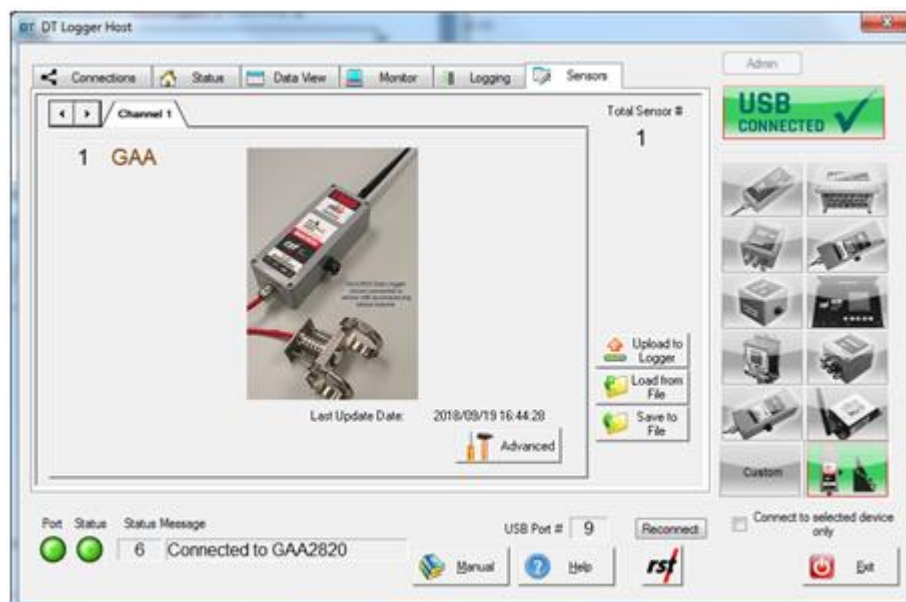 DT DT Logger Host
Connections Status Data View Monitor Logging Sensors
Admin
USB
CONNECTED
Channel 1
Total Sensor #
1
1 GAA
rst
Upload to
Logger
Load from
File
Save to
File
Last Update Date: 2018/09/19 16:44:28
Advanced
Custom
Port Status Status Message
USB Port # 9
Reconnect
Connect to selected device
only
6 Connected to GAA2820
Manual
Help
rst
Exit